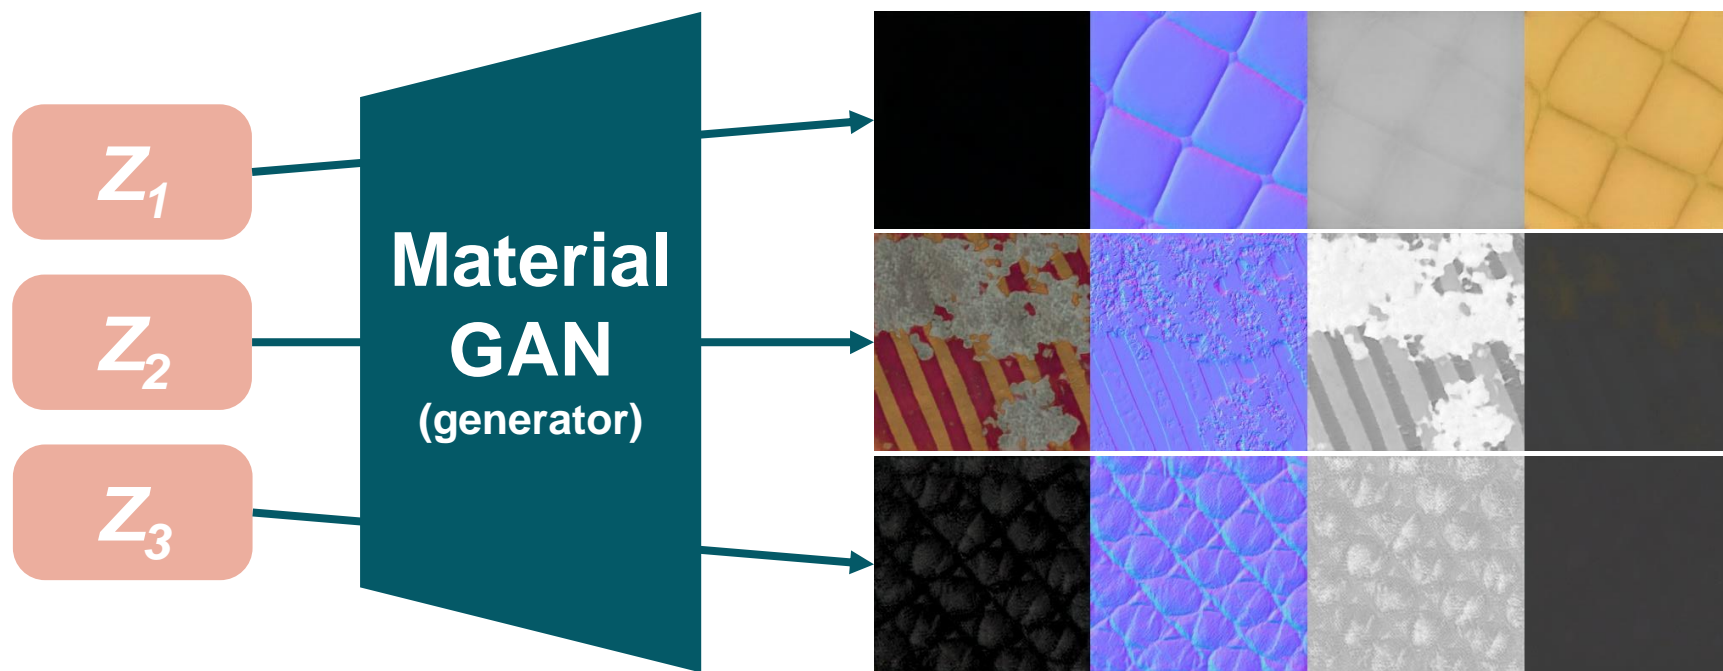 Z1
Z2
Z3
Material
GAN
(generator)